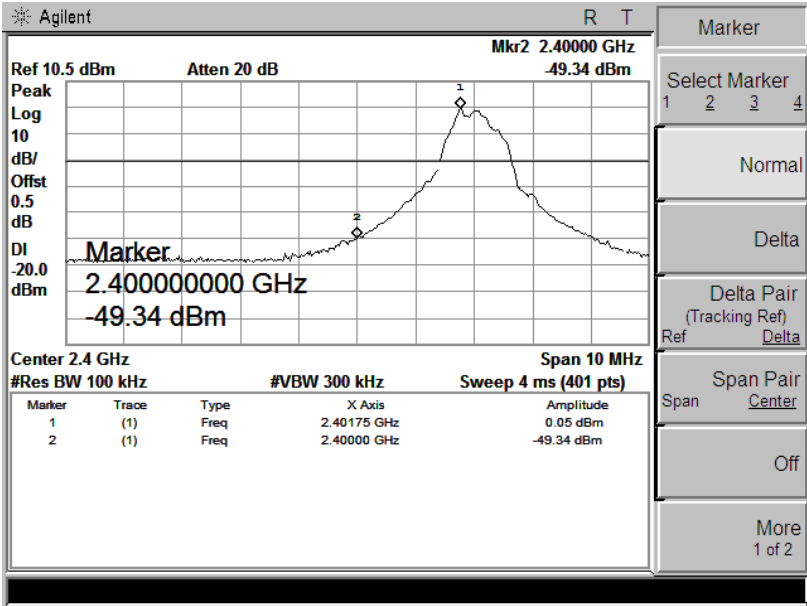 Agilent R T
Mkr2 2.40000 GHz
Ref 10.5 dBm Atten 20 dB -49.34 dBm
Peak
Log
10
dB/
Offst
0.5
dB
DI
-20.0
dBm
1
2
Marker
2.400000000 GHz
-49.34 dBm
Center 2.4 GHz Span 10 MHz
#Res BW 100 kHz #VBW 300 kHz Sweep 4 ms (401 pts)
Marker Trace Type X Axis Amplitude
1 (1) Freq 2.40175 GHz 0.05 dBm
2 (1) Freq 2.40000 GHz -49.34 dBm
Marker
Select Marker
1 2 3 4
Normal
Delta
Delta Pair
(Tracking Ref)
Ref Delta
Span Pair
Span Center
Off
More
1 of 2